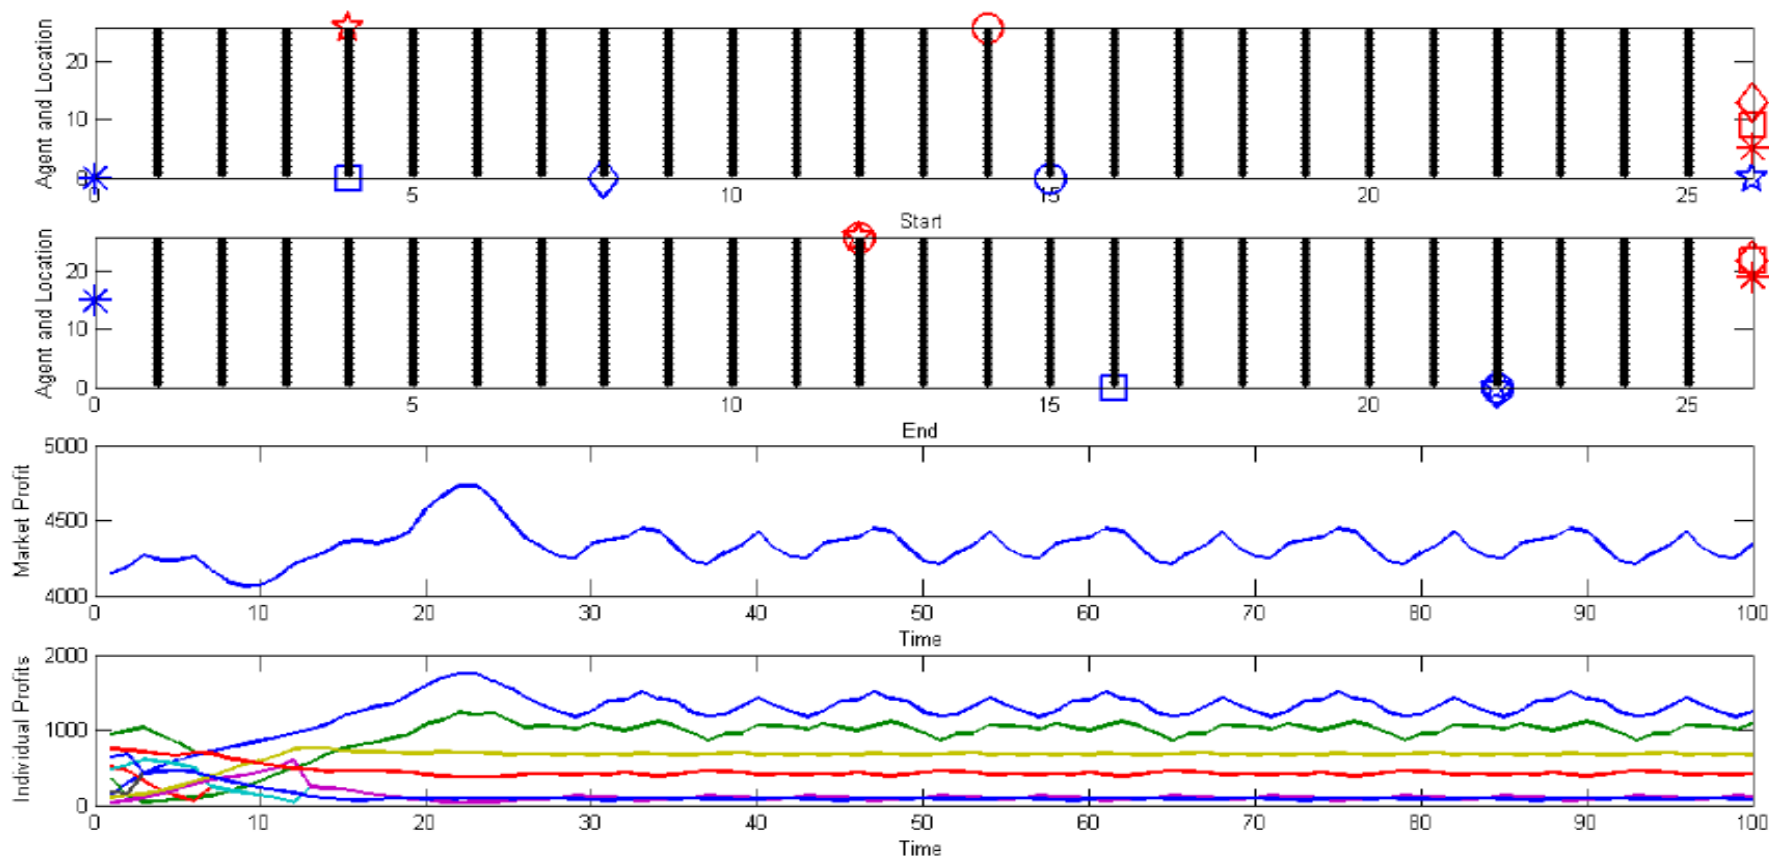 Agent and Location
20
10
0
0 5 10 15 20 25
Start
Agent and Location
20
10
0
0 5 10 15 20 25
End
Market Profit
5000
4500
4000
0 10 20 30 40 50 60 70 80 90 100
Time
Individual Profits
2000
1000
0
0 10 20 30 40 50 60 70 80 90 100
Time